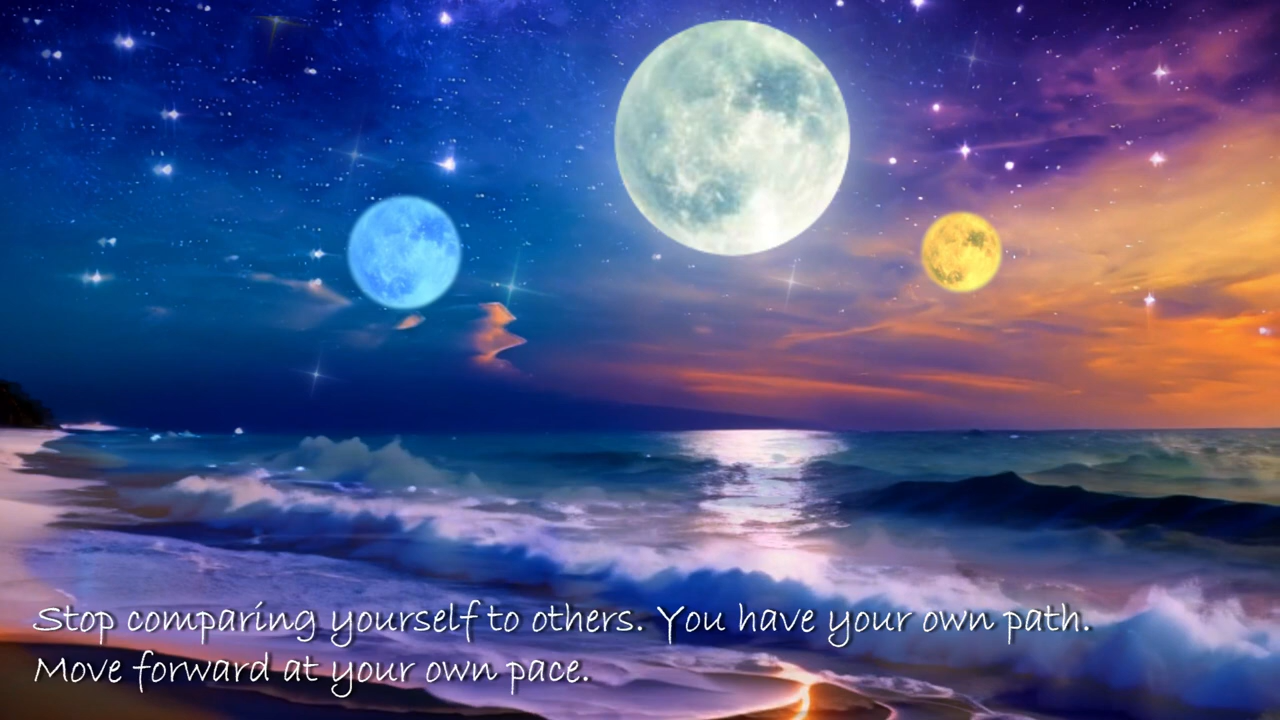 Stop comparing yourself to others. You have your own path.
Move forward at your own pace.